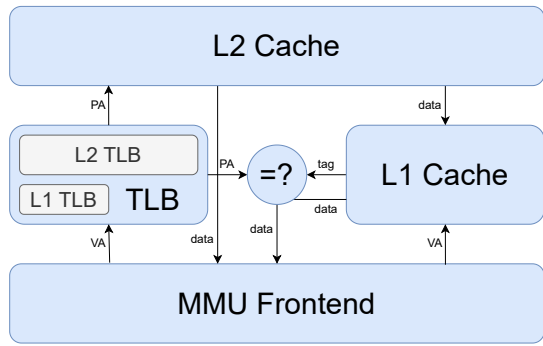 L2 Cache
PA
data
L2 TLB
L1 TLB
TLB
PA
=?
tag
data
L1 Cache
VA
data
data
VA
MMU Frontend